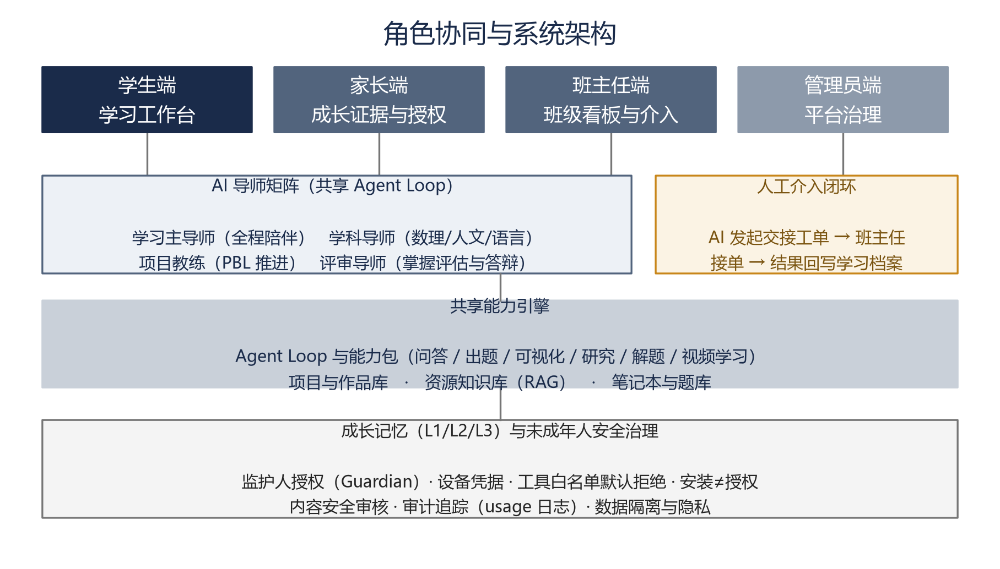 角色协同与系统架构
学生端
学习工作台
家长端
成长证据与授权
班主任端
班级看板与介入
管理员端
平台治理
AI 导师矩阵（共享 Agent Loop）
学习主导师（全程陪伴）　学科导师（数理/人文/语言）
项目教练（PBL 推进）　评审导师（掌握评估与答辩）
人工介入闭环
AI 发起交接工单 → 班主任
接单 → 结果回写学习档案
共享能力引擎
Agent Loop 与能力包（问答 / 出题 / 可视化 / 研究 / 解题 / 视频学习）
项目与作品库　·　资源知识库（RAG）　·　笔记本与题库
成长记忆（L1/L2/L3）与未成年人安全治理
监护人授权（Guardian）· 设备凭据 · 工具白名单默认拒绝 · 安装≠授权
内容安全审核 · 审计追踪（usage 日志）· 数据隔离与隐私